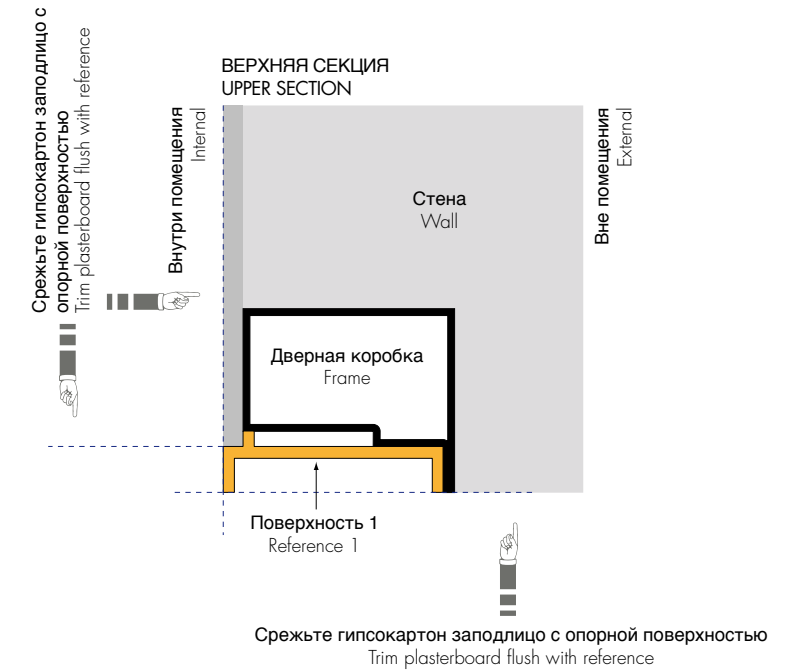 Срежьте гипсокартон заподлицо с
опорной поверхностью
Trim plasterboard flush with reference
ВЕРХНЯЯ СЕКЦИЯ
UPPER SECTION
Внутри помещения
Internal
Стена
Wall
Вне помещения
External
Дверная коробка
Frame
Поверхность 1
Reference 1
Срежьте гипсокартон заподлицо с опорной поверхностью
Trim plasterboard flush with reference